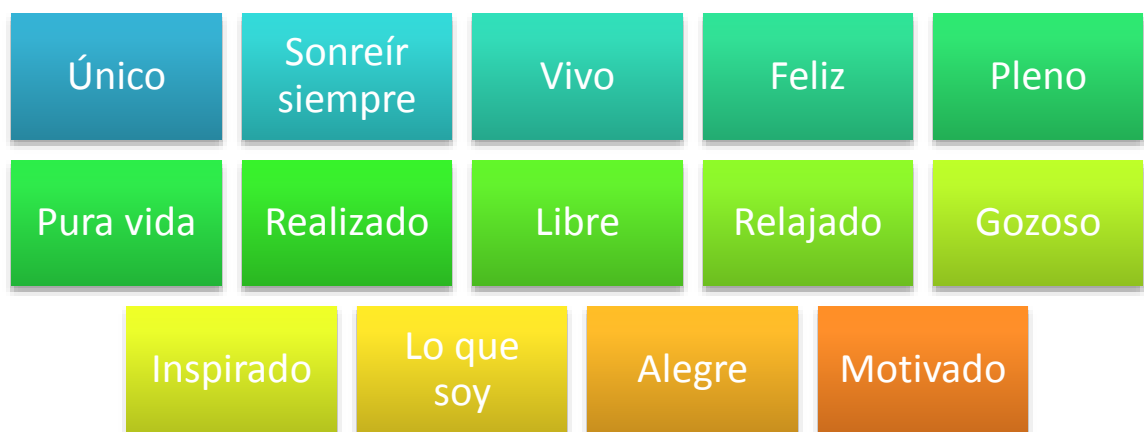 Único
Sonreír
siempre
Vivo
Feliz
Pleno
Pura vida
Realizado
Libre
Relajado
Gozoso
Inspirado
Lo que
soy
Alegre
Motivado